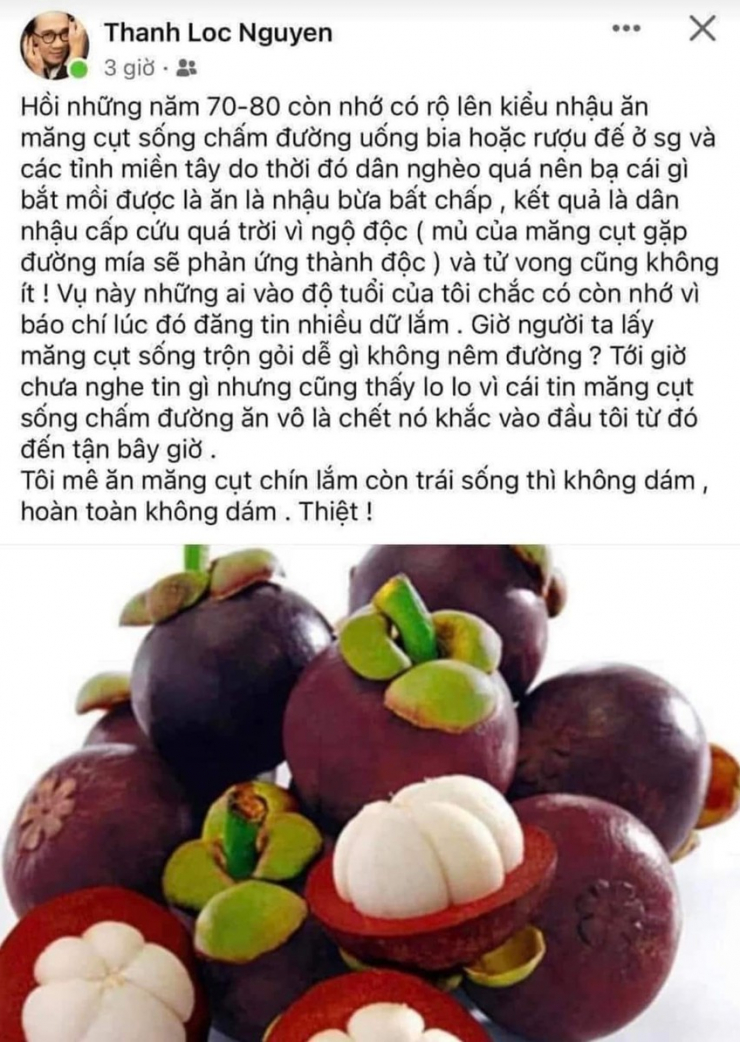 Thanh Loc Nguyen
3 giờ ·
Hồi những năm 70-80 còn nhớ có rộ lên kiểu nhậu ăn
măng cụt sống chấm đường uống bia hoặc rượu đế ở sg và
các tỉnh miền tây do thời đó dân nghèo quá nên bạ cái gì
bắt mồi được là ăn là nhậu bừa bất chấp , kết quả là dân
nhậu cấp cứu quá trời vì ngộ độc ( mủ của măng cụt gặp
đường mía sẽ phản ứng thành độc ) và tử vong cũng không
ít ! Vụ này những ai vào độ tuổi của tôi chắc có còn nhớ vì
báo chí lúc đó đăng tin nhiều dữ lắm . Giờ người ta lấy
măng cụt sống trộn gỏi dễ gì không nêm đường ? Tới giờ
chưa nghe tin gì nhưng cũng thấy lo lo vì cái tin măng cụt
sống chấm đường ăn vô là chết nó khắc vào đầu tôi từ đó
đến tận bây giờ .
Tôi mê ăn măng cụt chín lắm còn trái sống thì không dám ,
hoàn toàn không dám . Thiệt !